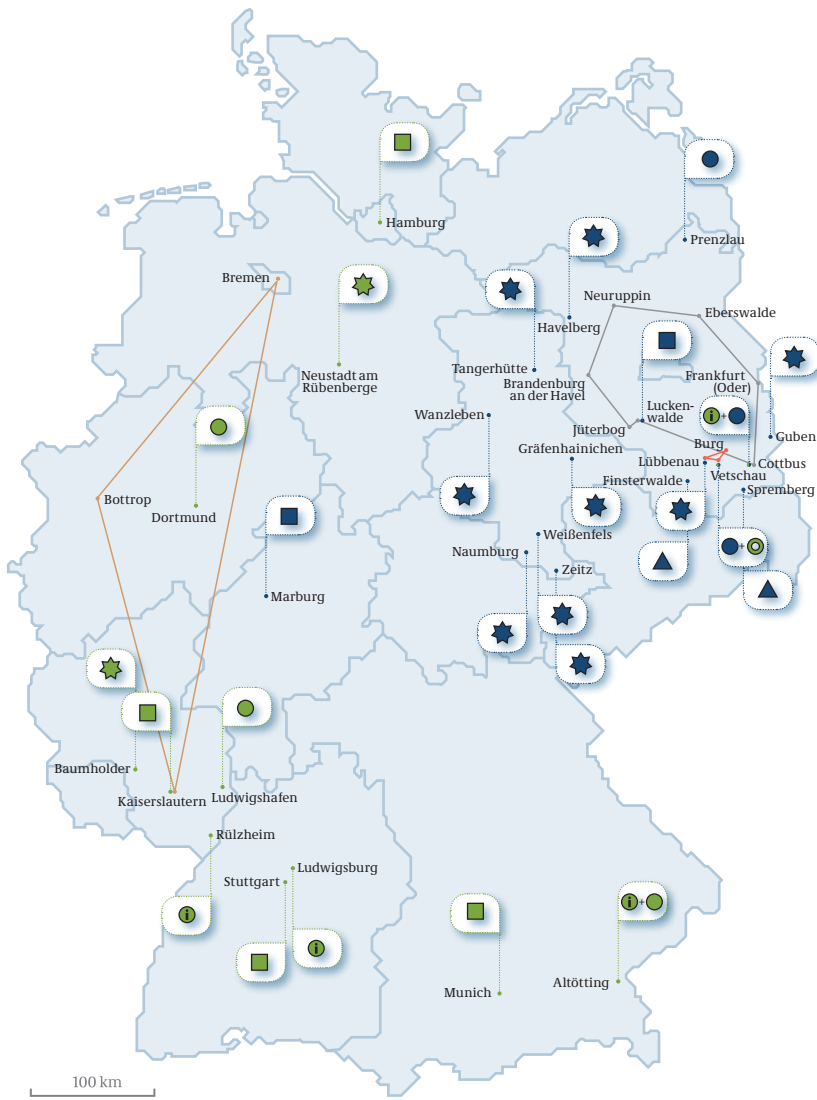 Hamburg
Prenzlau
Bremen
Neuruppin
Eberswalde
Havelberg
Neustadt am
Rübenberge
Tangerhütte
Brandenburg
an der Havel
Frankfurt
(Oder)
Wanzleben
Lucken-
walde
i + 
Jüterbog
Burg
Guben
Gräfenhainichen
Lübbenau
Cottbus
Vetschau
Finsterwalde
Spremberg
Bottrop
Dortmund
Weißenfels
+
Naumburg
Zeitz
Marburg
Baumholder
Kaiserslautern
Ludwigshafen
Rülzheim
Ludwigsburg
Stuttgart
i
i
i +
Munich
Altötting
100 km